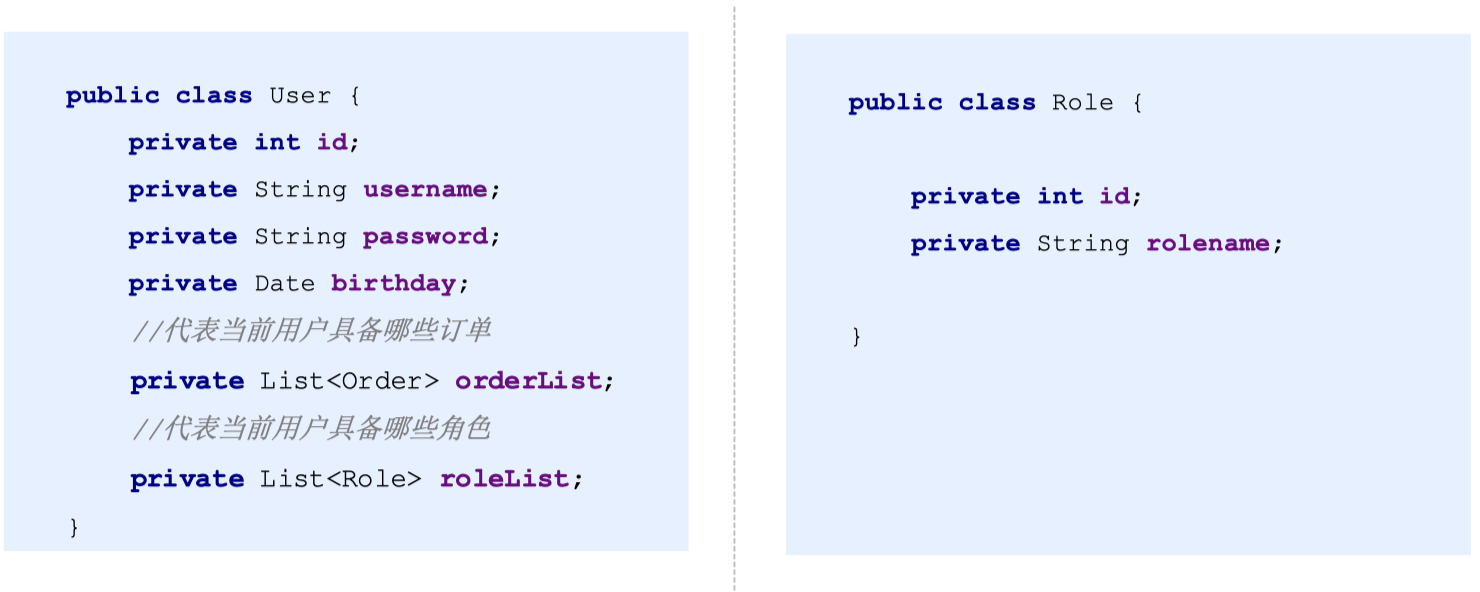 public class User {
private int id;
private String username;
private String password;
private Date birthday;
//代表当前用户具备哪些订单
private List<Order> orderList;
//代表当前用户具备哪些角色
private List<Role> roleList;
}
public class Role {
private int id;
private String rolename;
}